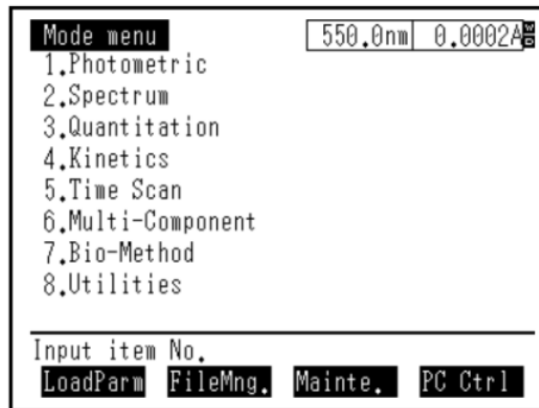 Mode menu 550.0nm 0.0002A
1.Photometric
2.Spectrum
3.Quantitation
4.Kinetics
5.Time Scan
6.Multi-Component
7.Bio-Method
8.Utilities
Input item No.
LoadParm FileMng. Mainte. PC Ctrl